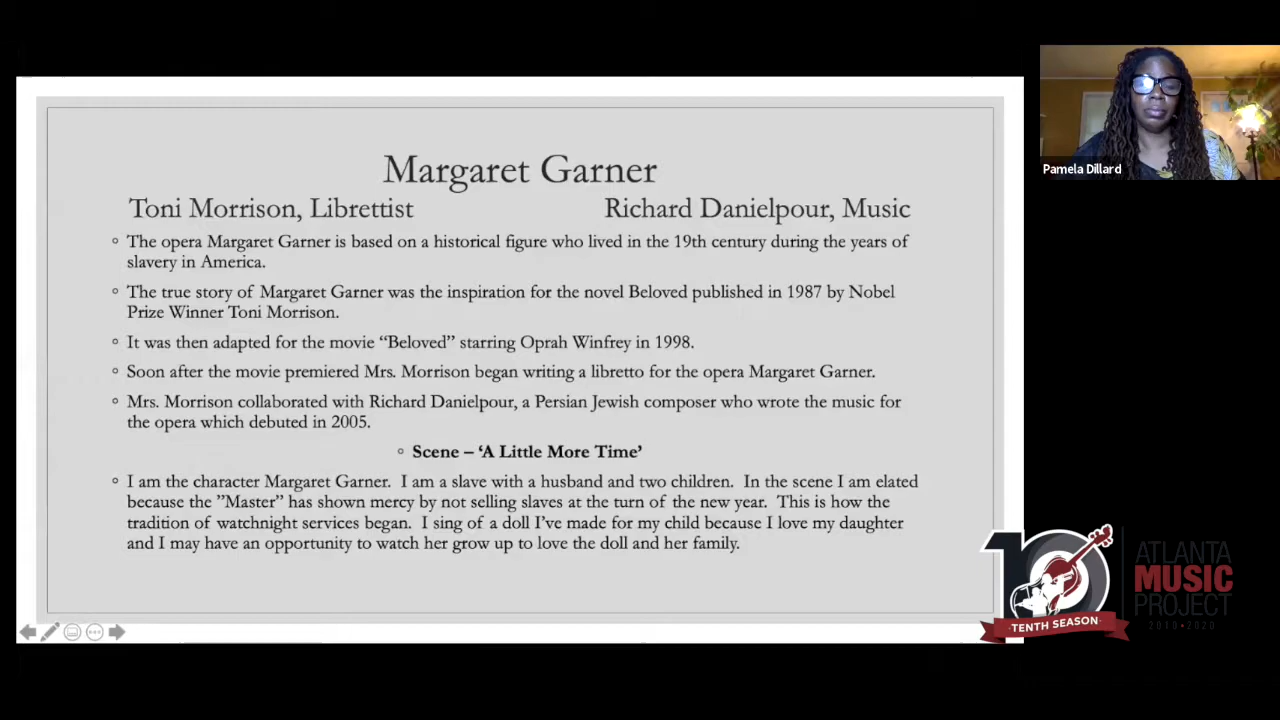 Margaret Garner
Toni Morrison, Librettist
Richard Danielpour, Music
◦ The opera Margaret Garner is based on a historical figure who lived in the 19th century during the years of
slavery in America.
◦ The true story of Margaret Garner was the inspiration for the novel Beloved published in 1987 by Nobel
Prize Winner Toni Morrison.
◦ It was then adapted for the movie “Beloved” starring Oprah Winfrey in 1998.
◦ Soon after the movie premiered Mrs. Morrison began writing a libretto for the opera Margaret Garner.
◦ Mrs. Morrison collaborated with Richard Danielpour, a Persian Jewish composer who wrote the music for
the opera which debuted in 2005.
◦ Scene – ‘A Little More Time’
◦ I am the character Margaret Garner.  I am a slave with a husband and two children.  In the scene I am elated
because the ”Master” has shown mercy by not selling slaves at the turn of the new year.  This is how the
tradition of watchnight services began.  I sing of a doll I’ve made for my child because I love my daughter
and I may have an opportunity to watch her grow up to love the doll and her family.
Pamela Dillard
10
TENTH SEASON
ATLANTA
MUSIC
PROJECT
2010•2020